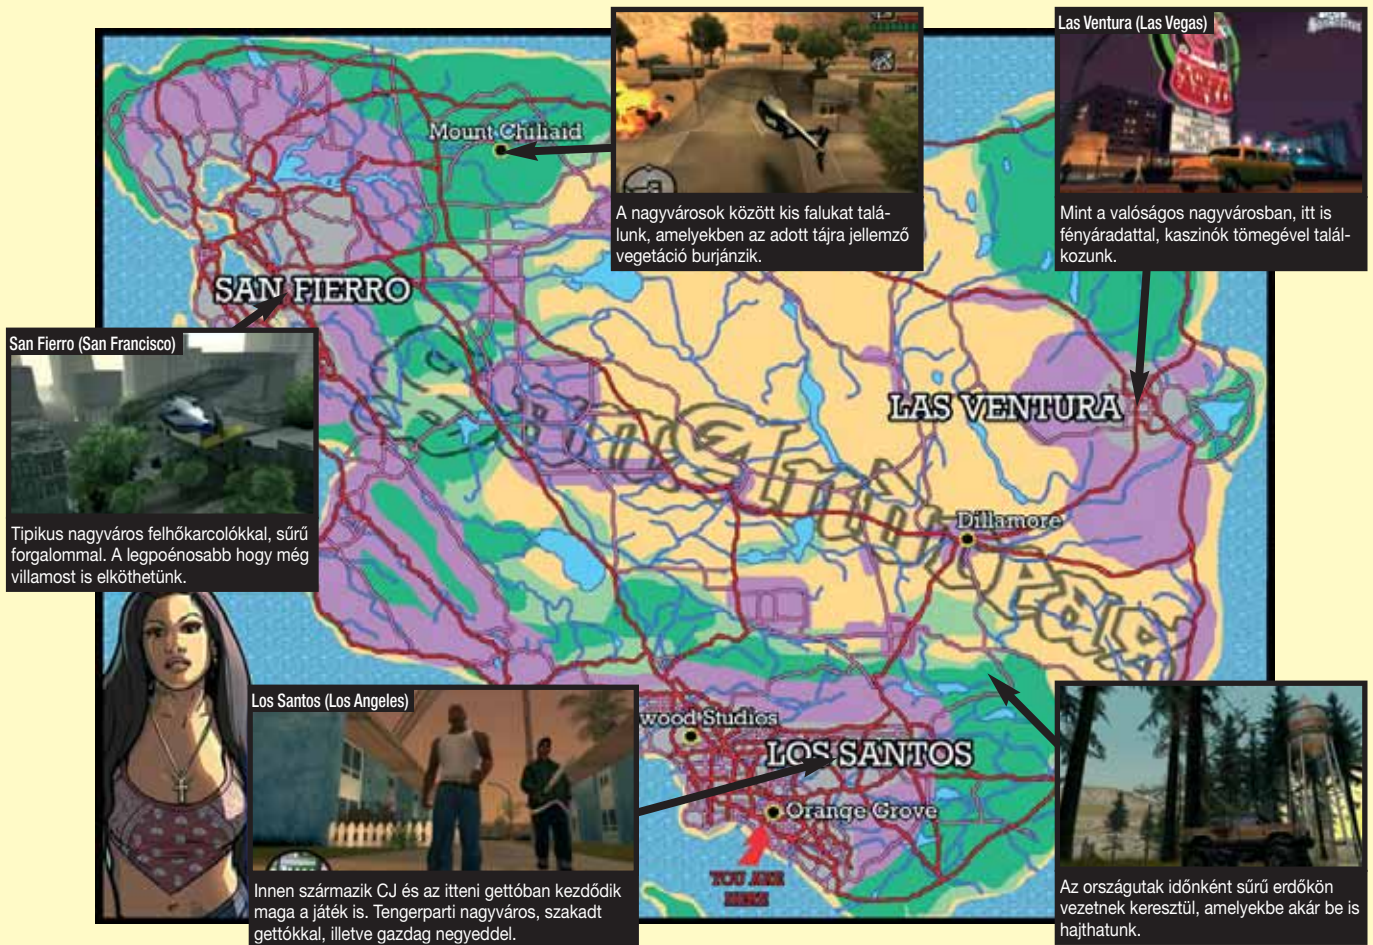 Las Ventura (Las Vegas)
Mount Chiliaid
A nagyvárosok között kis falukat talá-
lunk, amelyekben az adott tájra jellemző
vegetáció burjánzik.
Mint a valóságos nagyvárosban, itt is
fényáradattal, kaszinók tömegével talál-
kozunk.
SAN FIERRO
San Fierro (San Francisco)
LAS VENTURA
Dillamore
Tipikus nagyváros felhőkarcolókkal, sűrű
forgalommal. A legpoénosabb hogy még
villamost is elköthetünk.
Los Santos (Los Angeles)
wood Studios
LOS SANTOS
Orange Grove
YOU ARE
HERE
Innen származik CJ és az itteni gettóban kezdődik
maga a játék is. Tengerparti nagyváros, szakadt
gettókkal, illetve gazdag negyeddel.
Az országutak időnként sűrű erdőkön
vezetnek keresztül, amelyekbe akár be is
hajthatunk.